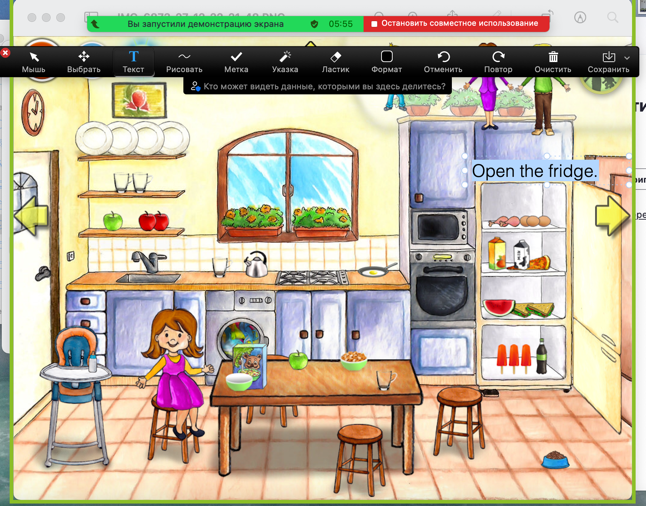 Вы запустили демонстрацию экрана
05:55
Остановить совместное использование
Мышь
Выбрать
Текст
Рисовать
Метка
Указка
Ластик
Формат
Отменить
Повтор
Очистить
Сохранить
Кто может видеть данные, которыми вы здесь делитесь?
Open the fridge.